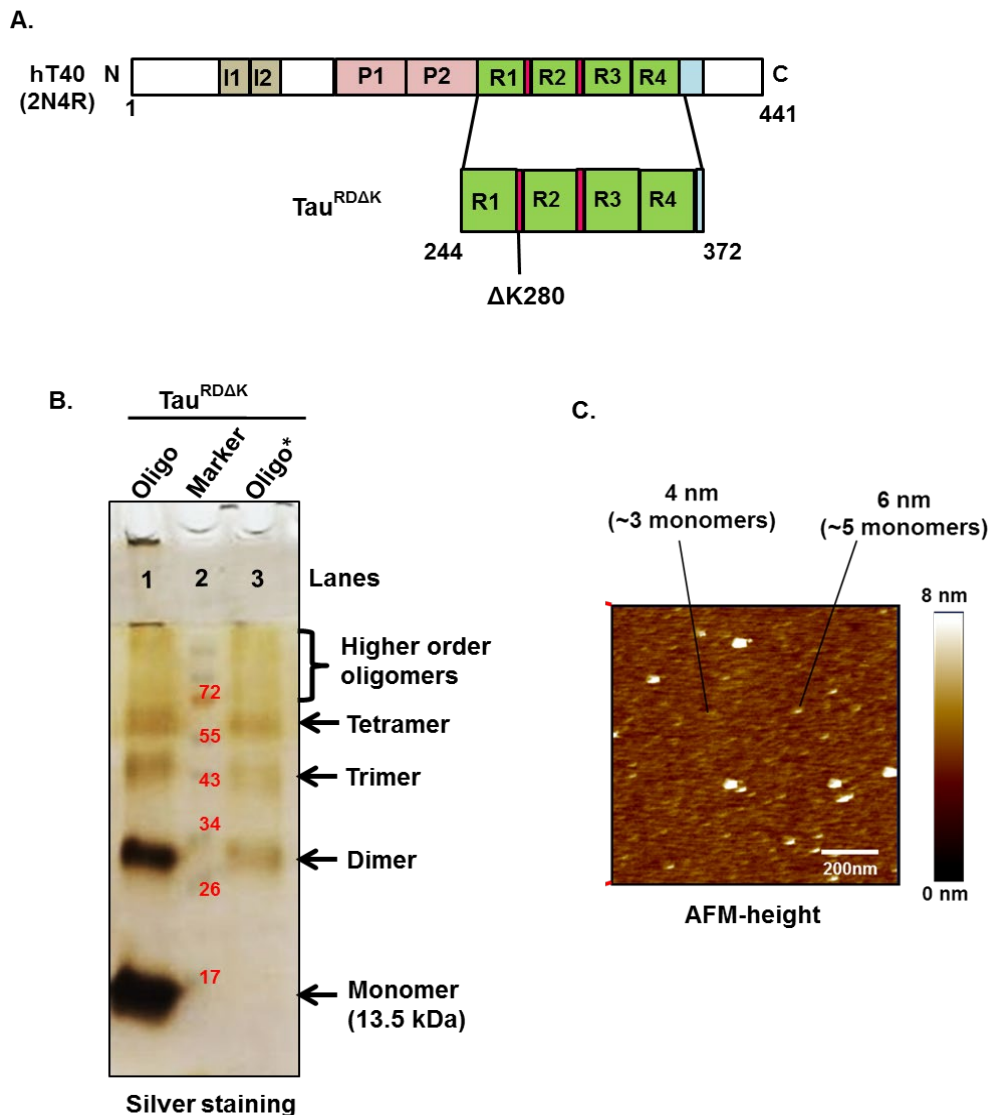 A.
hT40
(2N4R)
N
I1 I2 P1 P2 R1 R2 R3 R4
C
1
441
Tau^RDΔK
R1 R2 R3 R4
244
372
ΔK280
B.
Tau^RDΔK
Oligo
Marker
Oligo*
1 2 3
Lanes
Higher order
oligomers
72
Tetramer
55
Trimer
43
34
Dimer
26
17
Monomer
(13.5 kDa)
Silver staining
C.
4 nm
(~3 monomers)
6 nm
(~5 monomers)
8 nm
200nm
0 nm
AFM-height